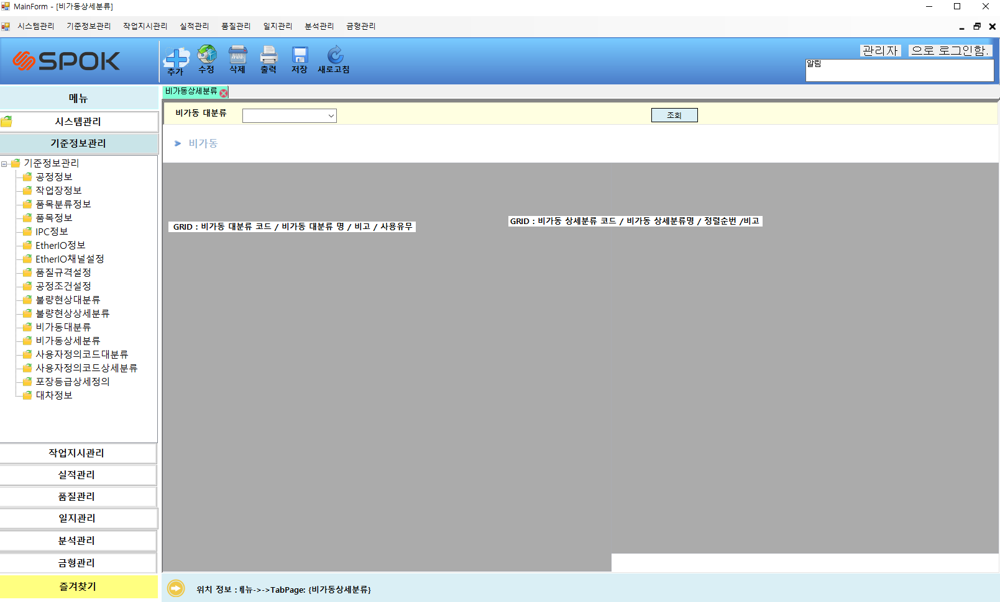 MainForm - [비가동상세분류]
시스템관리 기준정보관리 작업지시관리 실적관리 품질관리 일지관리 분석관리 금형관리
SPOK
추가 수정 삭제 출력 저장 새로고침
관리자 으로 로그인함.
알림
메뉴
시스템관리
기준정보관리
기준정보관리
공정정보
작업장정보
품목분류정보
품목정보
IPC정보
EtherIO정보
EtherIO채널설정
품질규격설정
공정조건설정
불량현상대분류
불량현상상세분류
비가동대분류
비가동상세분류
사용자정의코드대분류
사용자정의코드상세분류
포장등급상세정의
대차정보
작업지시관리
실적관리
품질관리
일지관리
분석관리
금형관리
즐겨찾기
비가동상세분류
비가동 대분류
조회
비가동
GRID : 비가동 대분류 코드 / 비가동 대분류 명 / 비고 / 사용유무
GRID : 비가동 상세분류 코드 / 비가동 상세분류명 / 정렬순번 /비고
위치 정보 : 메뉴->->TabPage: {비가동상세분류}